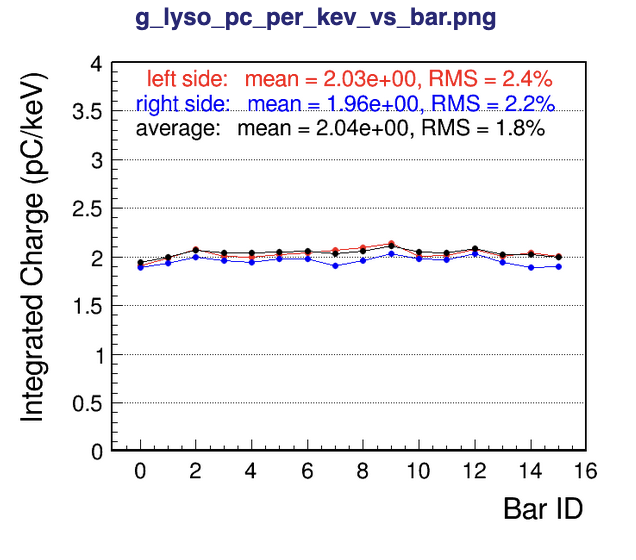 g_lyso_pc_per_kev_vs_bar.png
left side: mean = 2.03e+00, RMS = 2.4%
right side: mean = 1.96e+00, RMS = 2.2%
average: mean = 2.04e+00, RMS = 1.8%
Integrated Charge (pC/keV)
4
3.5
3
2.5
2
1.5
1
0.5
0
0 2 4 6 8 10 12 14 16
Bar ID